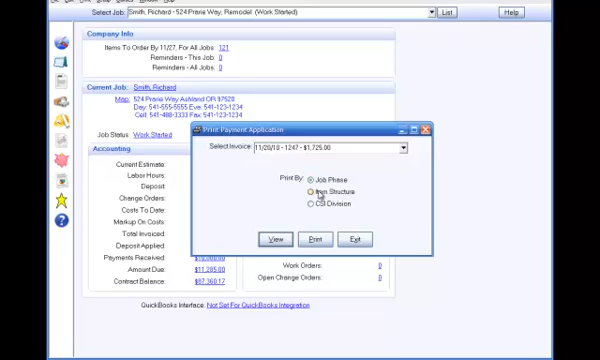 Select Job: Smith, Richard - 524 Prarie Way, Remodel (Work Started) List Help
Company Info
Items To Order By 11/27, For All Jobs: 121
Reminders - This Job: 0
Reminders - All Jobs: 0
Current Job: Smith, Richard
Map 524 Prarie Way Ashland OR 97520
Day: 541-555-5555 Eve: 541-123-1234
Cell: 541-488-3333 Fax: 541-123-1234
Job Status: Work Started
Accounting
Current Estimate:
Labor Hours:
Deposit:
Change Orders:
Costs To Date:
Markup On Costs:
Total Invoiced:
Deposit Applied:
Payments Received:
Amount Due: $11,285.00
Contract Balance: $87,360.17
Print Payment Application
Select Invoice: 11/20/10 - 1247 - $1,725.00
Print By: Job Phase
Item Structure
CSI Division
View Print Exit
Work Orders: 0
Open Change Orders: 0
QuickBooks Interface: Not Set For QuickBooks Integration